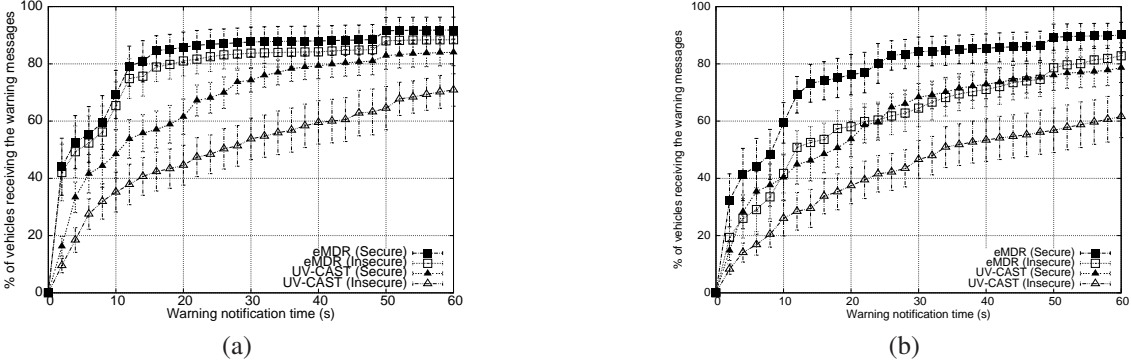 % of vehicles receiving the warning messages
100
80
60
40
20
0
0 10 20 30 40 50 60
Warning notification time (s)
eMDR (Secure)
eMDR (Insecure)
UV-CAST (Secure)
UV-CAST (Insecure)
(a)
% of vehicles receiving the warning messages
100
80
60
40
20
0
0 10 20 30 40 50 60
Warning notification time (s)
eMDR (Secure)
eMDR (Insecure)
UV-CAST (Secure)
UV-CAST (Insecure)
(b)